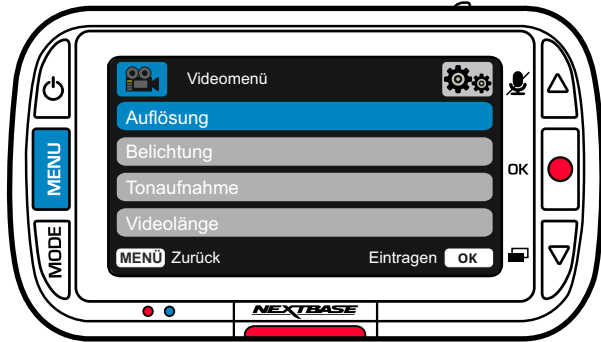 Videomenü
Auflösung
MENU
Belichtung
OK
Tonaufnahme
Videolänge
MODE
MENÜ Zurück Eintragen OK
NEXTBASE